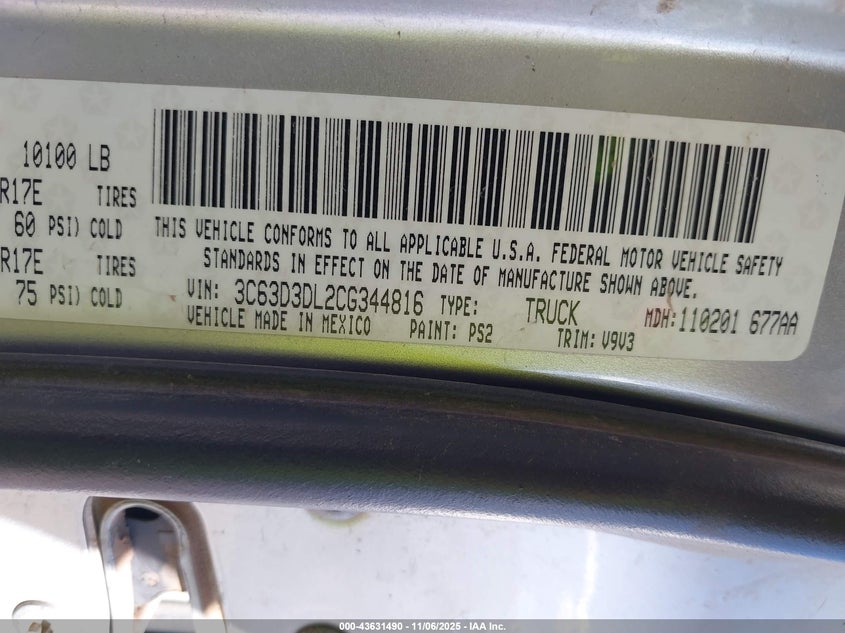 10100 LB
R17E TIRES
60 PSI) COLD
R17E TIRES
75 PSI) COLD
THIS VEHICLE CONFORMS TO ALL APPLICABLE U.S.A. FEDERAL MOTOR VEHICLE SAFETY
STANDARDS IN EFFECT ON THE DATE OF MANUFACTURE SHOWN ABOVE.
VIN: 3C63D3DL2CG344816 TYPE: TRUCK MDH:110201 677AA
VEHICLE MADE IN MEXICO PAINT: PS2 TRIM: V9V3
000-43631490 - 11/06/2025 - IAA Inc.